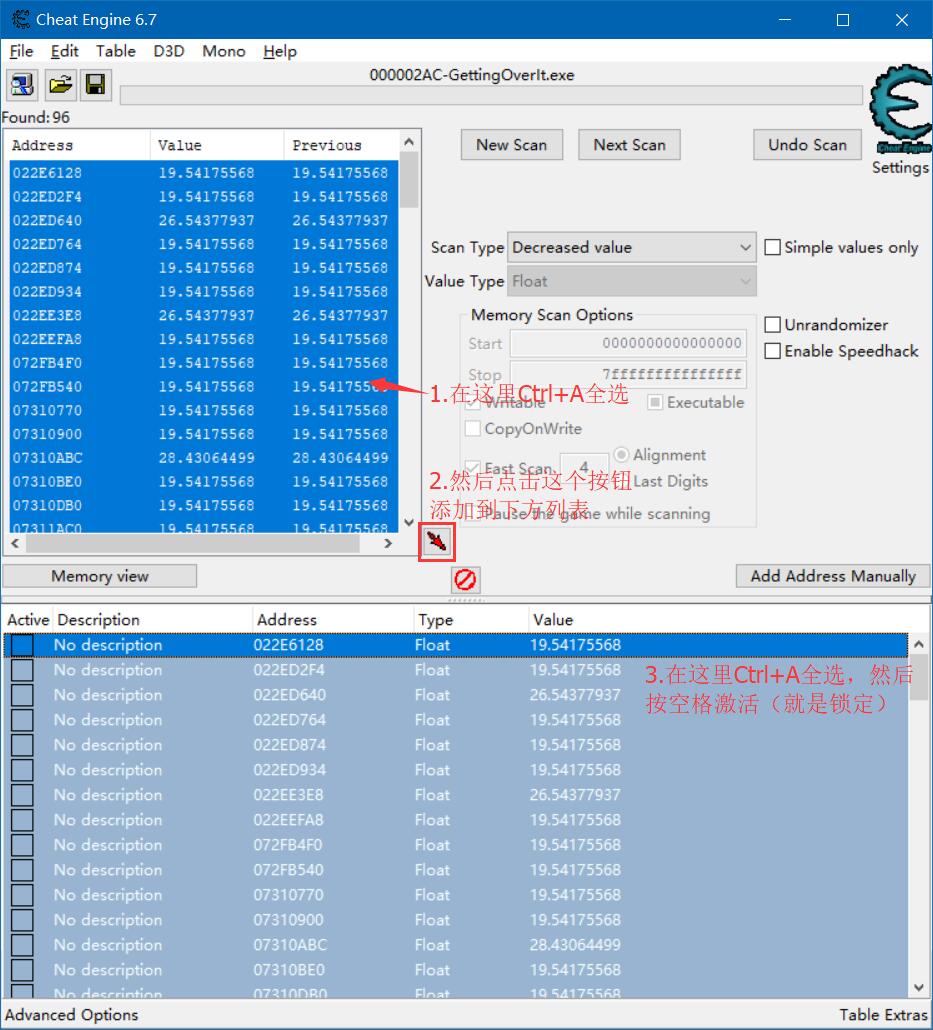 Cheat Engine 6.7
File Edit Table D3D Mono Help
000002AC-GettingOverIt.exe
Found: 96
Address Value Previous
022E6128 19.54175568 19.54175568
022ED2F4 19.54175568 19.54175568
022ED640 26.54377937 26.54377937
022ED764 19.54175568 19.54175568
022ED874 19.54175568 19.54175568
022ED934 19.54175568 19.54175568
022EE3E8 26.54377937 26.54377937
022EEFA8 19.54175568 19.54175568
072FB4F0 19.54175568 19.54175568
072FB540 19.54175568 19.54175568
07310770 19.54175568 19.54175568
07310900 19.54175568 19.54175568
07310ABC 28.43064499 28.43064499
07310BE0 19.54175568 19.54175568
07310DB0 19.54175568 19.54175568
07311AC0 19.54175568 19.54175568
New Scan Next Scan Undo Scan
Cheat Engine
Settings
Scan Type Decreased value Simple values only
Value Type Float
Memory Scan Options
Start 0000000000000000
Stop 7fffffffffffffff
Writable Executable
CopyOnWrite
Fast Scan 4 Alignment
Last Digits
Pause the game while scanning
Unrandomizer
Enable Speedhack
1.在这里Ctrl+A全选
2.然后点击这个按钮
添加到下方列表
Memory view Add Address Manually
Active Description Address Type Value
No description 022E6128 Float 19.54175568
No description 022ED2F4 Float 19.54175568
No description 022ED640 Float 26.54377937
No description 022ED764 Float 19.54175568
No description 022ED874 Float 19.54175568
No description 022ED934 Float 19.54175568
No description 022EE3E8 Float 26.54377937
No description 022EEFA8 Float 19.54175568
No description 072FB4F0 Float 19.54175568
No description 072FB540 Float 19.54175568
No description 07310770 Float 19.54175568
No description 07310900 Float 19.54175568
No description 07310ABC Float 28.43064499
No description 07310BE0 Float 19.54175568
No description 07310DB0 Float 19.54175568
3.在这里Ctrl+A全选，然后
按空格激活（就是锁定）
Advanced Options Table Extras